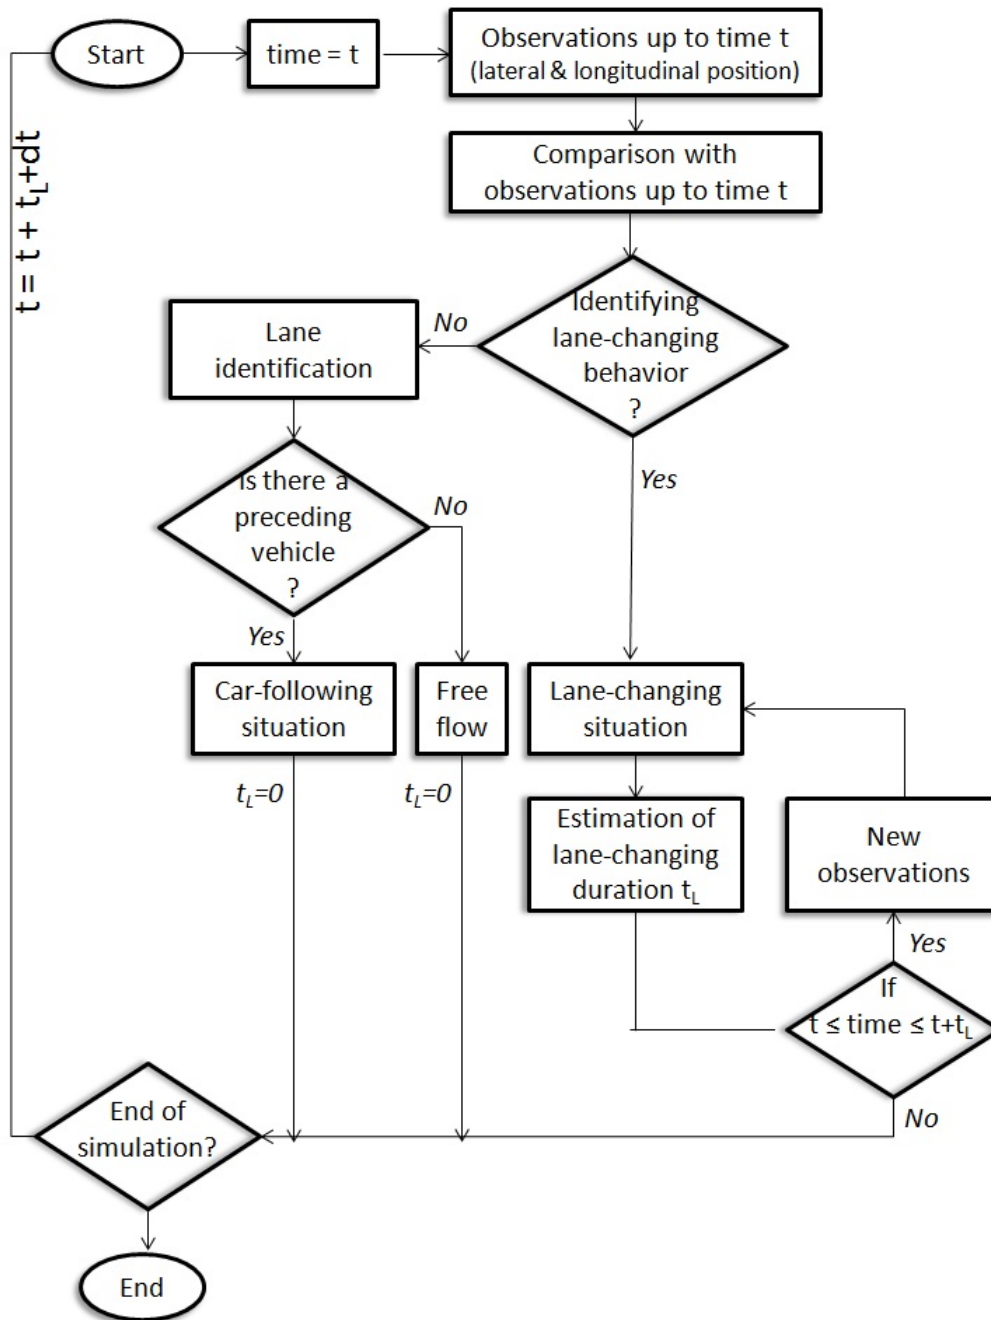 Start
time = t
Observations up to time t
(lateral & longitudinal position)
t = t + t_L+dt
Comparison with
observations up to time t
Identifying
lane-changing
behavior
?
No
Lane
identification
Yes
Is there a
preceding
vehicle
?
No
Yes
Car-following
situation
Free
flow
Lane-changing
situation
t_L=0
t_L=0
Estimation of
lane-changing
duration t_L
New
observations
Yes
If
t ≤ time ≤ t+t_L
No
End of
simulation?
End